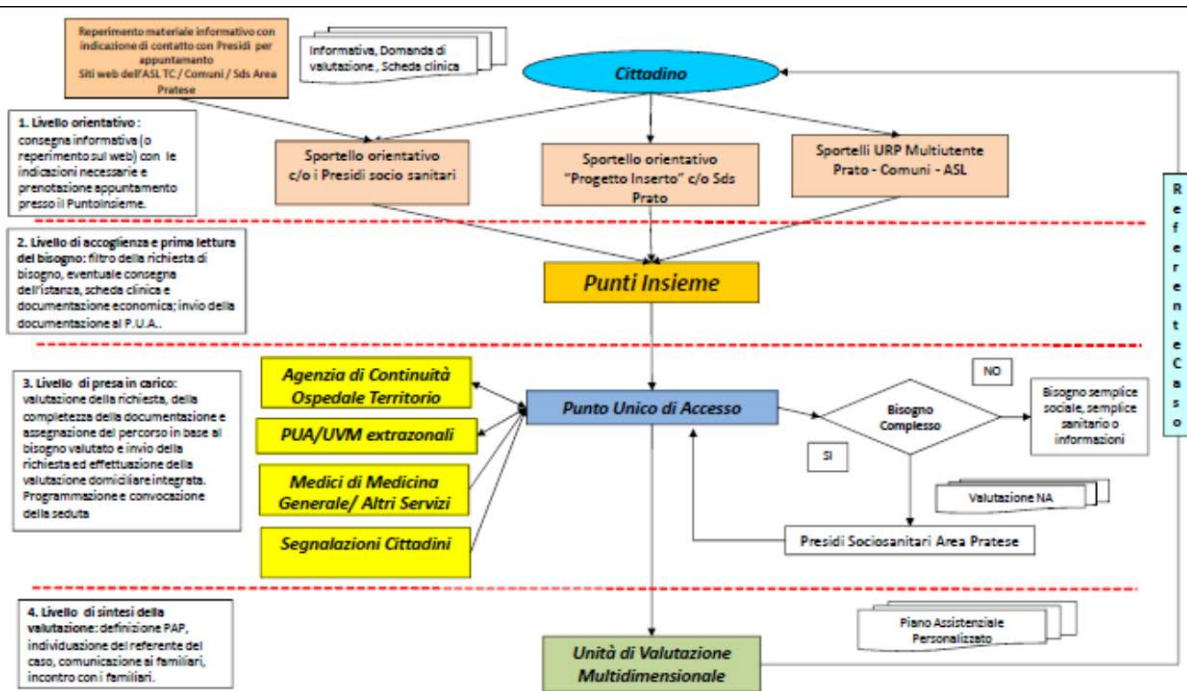 Reperimento materiale informativo con
indicazione di contatto con Presidi per
appuntamanto
Siti web dell'ASL TC / Comuni / Sds Area
Pratese
Informativa, Domanda di
valutazione , Scheda clinica
Cittadino
1. Livello orientativo :
consegna informativa (o
reperimento sul web) con le
indicazioni necessarie e
prenotazione appuntamento
presso il PuntoInsieme.
Sportello orientativo
c/o i Presidi socio sanitari
Sportello orientativo
"Progetto Inserto" c/o Sds
Prato
Sportelli URP Multiutente
Prato - Comuni - ASL
Referente Caso
2. Livello di accoglienza e prima lettura
del bisogno: filtro della richiesta di
bisogno, eventuale consegna
dell'istanza, scheda clinica e
documentazione economica; invio della
documentazione al P.U.A..
Punti Insieme
3. Livello di presa in carico:
valutazione della richiesta, della
completezza della documentazione e
assegnazione del percorso in base al
bisogno valutato e invio della
richiesta ed effettuazione della
valutazione domiciliare integrata.
Programmazione e convocazione
della seduta
Agenzia di Continuità
Ospedale Territorio
PUA/UVM extrazonali
Medici di Medicina
Generale/ Altri Servizi
Segnalazioni Cittadini
Punto Unico di Accesso
Bisogno
Complesso
NO
SI
Bisogno semplice
sociale, semplice
sanitario o
informazioni
Valutazione NA
Presidi Sociosanitari Area Pratese
4. Livello di sintesi della
valutazione: definizione PAP,
individuazione del referente del
caso, comunicazione ai familiari,
incontro con i familiari.
Piano Assistenziale
Personalizzato
Unità di Valutazione
Multidimensionale